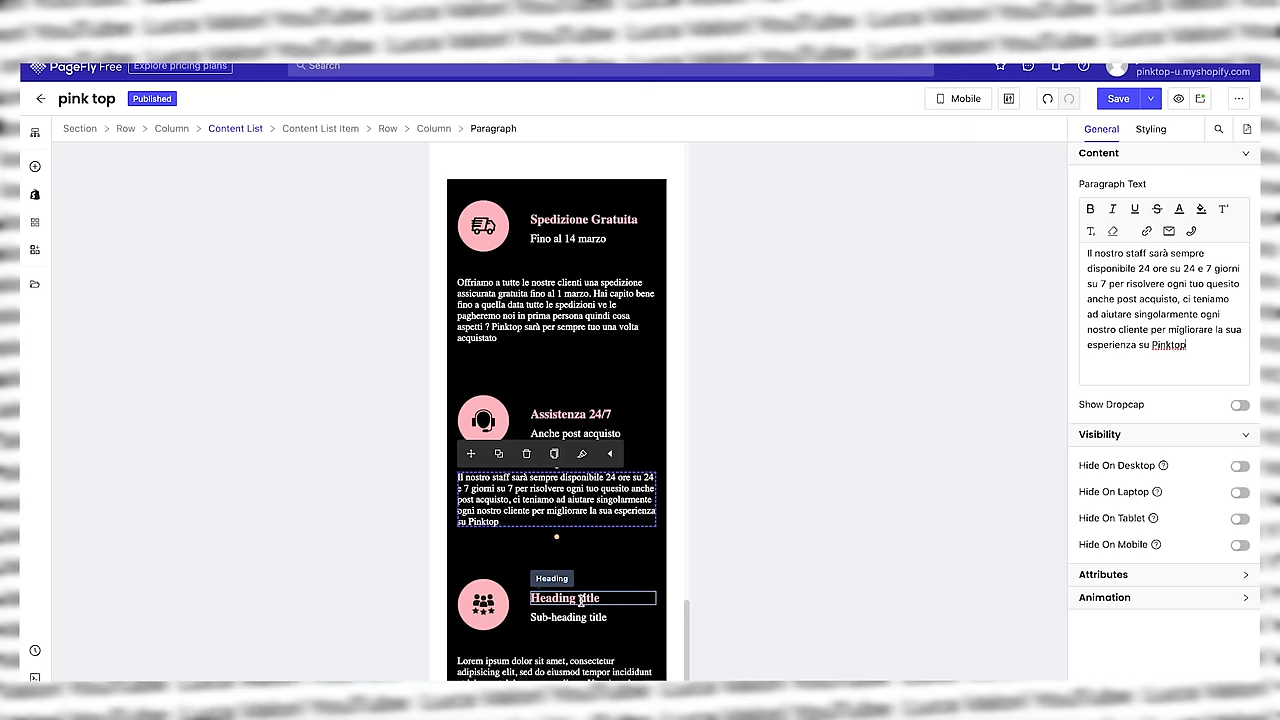 PageFly Free
Explore pricing plans
Search
pinktop-u.myshopify.com
pink top
Published
Mobile
Save
Section > Row > Column > Content List > Content List Item > Row > Column > Paragraph
General
Styling
Content
Paragraph Text
B I U S A
Il nostro staff sarà sempre
disponibile 24 ore su 24 e 7 giorni
su 7 per risolvere ogni tuo quesito
anche post acquisto, ci teniamo
ad aiutare singolarmente ogni
nostro cliente per migliorare la sua
esperienza su Pinktop
Show Dropcap
Visibility
Hide On Desktop
Hide On Laptop
Hide On Tablet
Hide On Mobile
Attributes
Animation
Spedizione Gratuita
Fino al 14 marzo
Offriamo a tutte le nostre clienti una spedizione
assicurata gratuita fino al 1 marzo. Hai capito bene
fino a quella data tutte le spedizioni ve le
pagheremo noi in prima persona quindi cosa
aspetti ? Pinktop sarà per sempre tuo una volta
acquistato
Assistenza 24/7
Anche post acquisto
Il nostro staff sarà sempre disponibile 24 ore su 24
e 7 giorni su 7 per risolvere ogni tuo quesito anche
post acquisto, ci teniamo ad aiutare singolarmente
ogni nostro cliente per migliorare la sua esperienza
su Pinktop
Heading
Heading title
Sub-heading title
Lorem ipsum dolor sit amet, consectetur
adipisicing elit, sed do eiusmod tempor incididunt